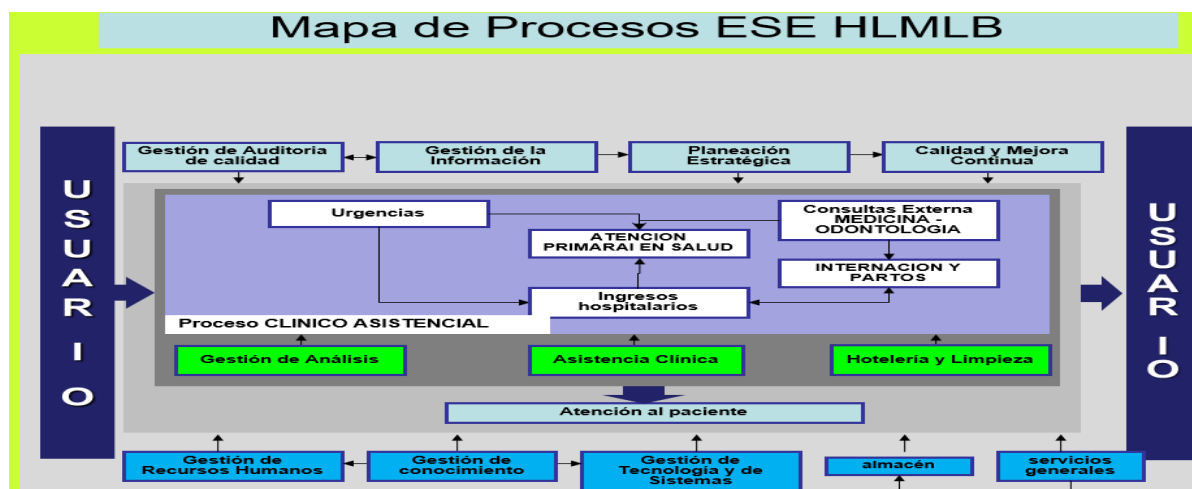 Mapa de Procesos ESE HLMLB
USUARIO
Gestión de Auditoria
de calidad
Gestión de la
Información
Planeación
Estratégica
Calidad y Mejora
Continua
USUARIO
Urgencias
Consultas Externa
MEDICINA -
ODONTOLOGIA
ATENCION
PRIMARAI EN SALUD
INTERNACION Y
PARTOS
Ingresos
hospitalarios
Proceso CLINICO ASISTENCIAL
Gestión de Análisis
Asistencia Clínica
Hotelería y Limpieza
Atención al paciente
Gestión de
Recursos Humanos
Gestión de
conocimiento
Gestión de
Tecnología y de
Sistemas
almacén
servicios
generales